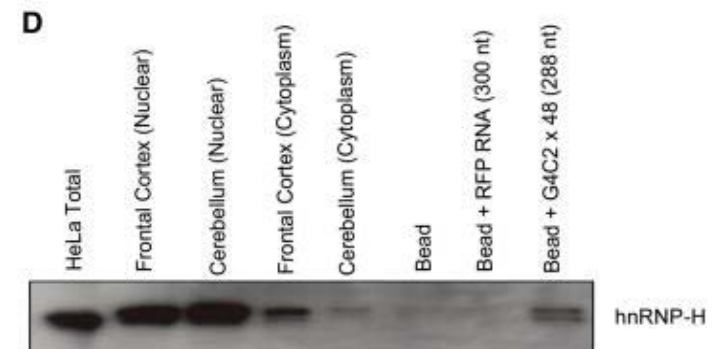 D
HeLa Total
Frontal Cortex (Nuclear)
Cerebellum (Nuclear)
Frontal Cortex (Cytoplasm)
Cerebellum (Cytoplasm)
Bead
Bead + RFP RNA (300 nt)
Bead + G4C2 x 48 (288 nt)
hnRNP-H